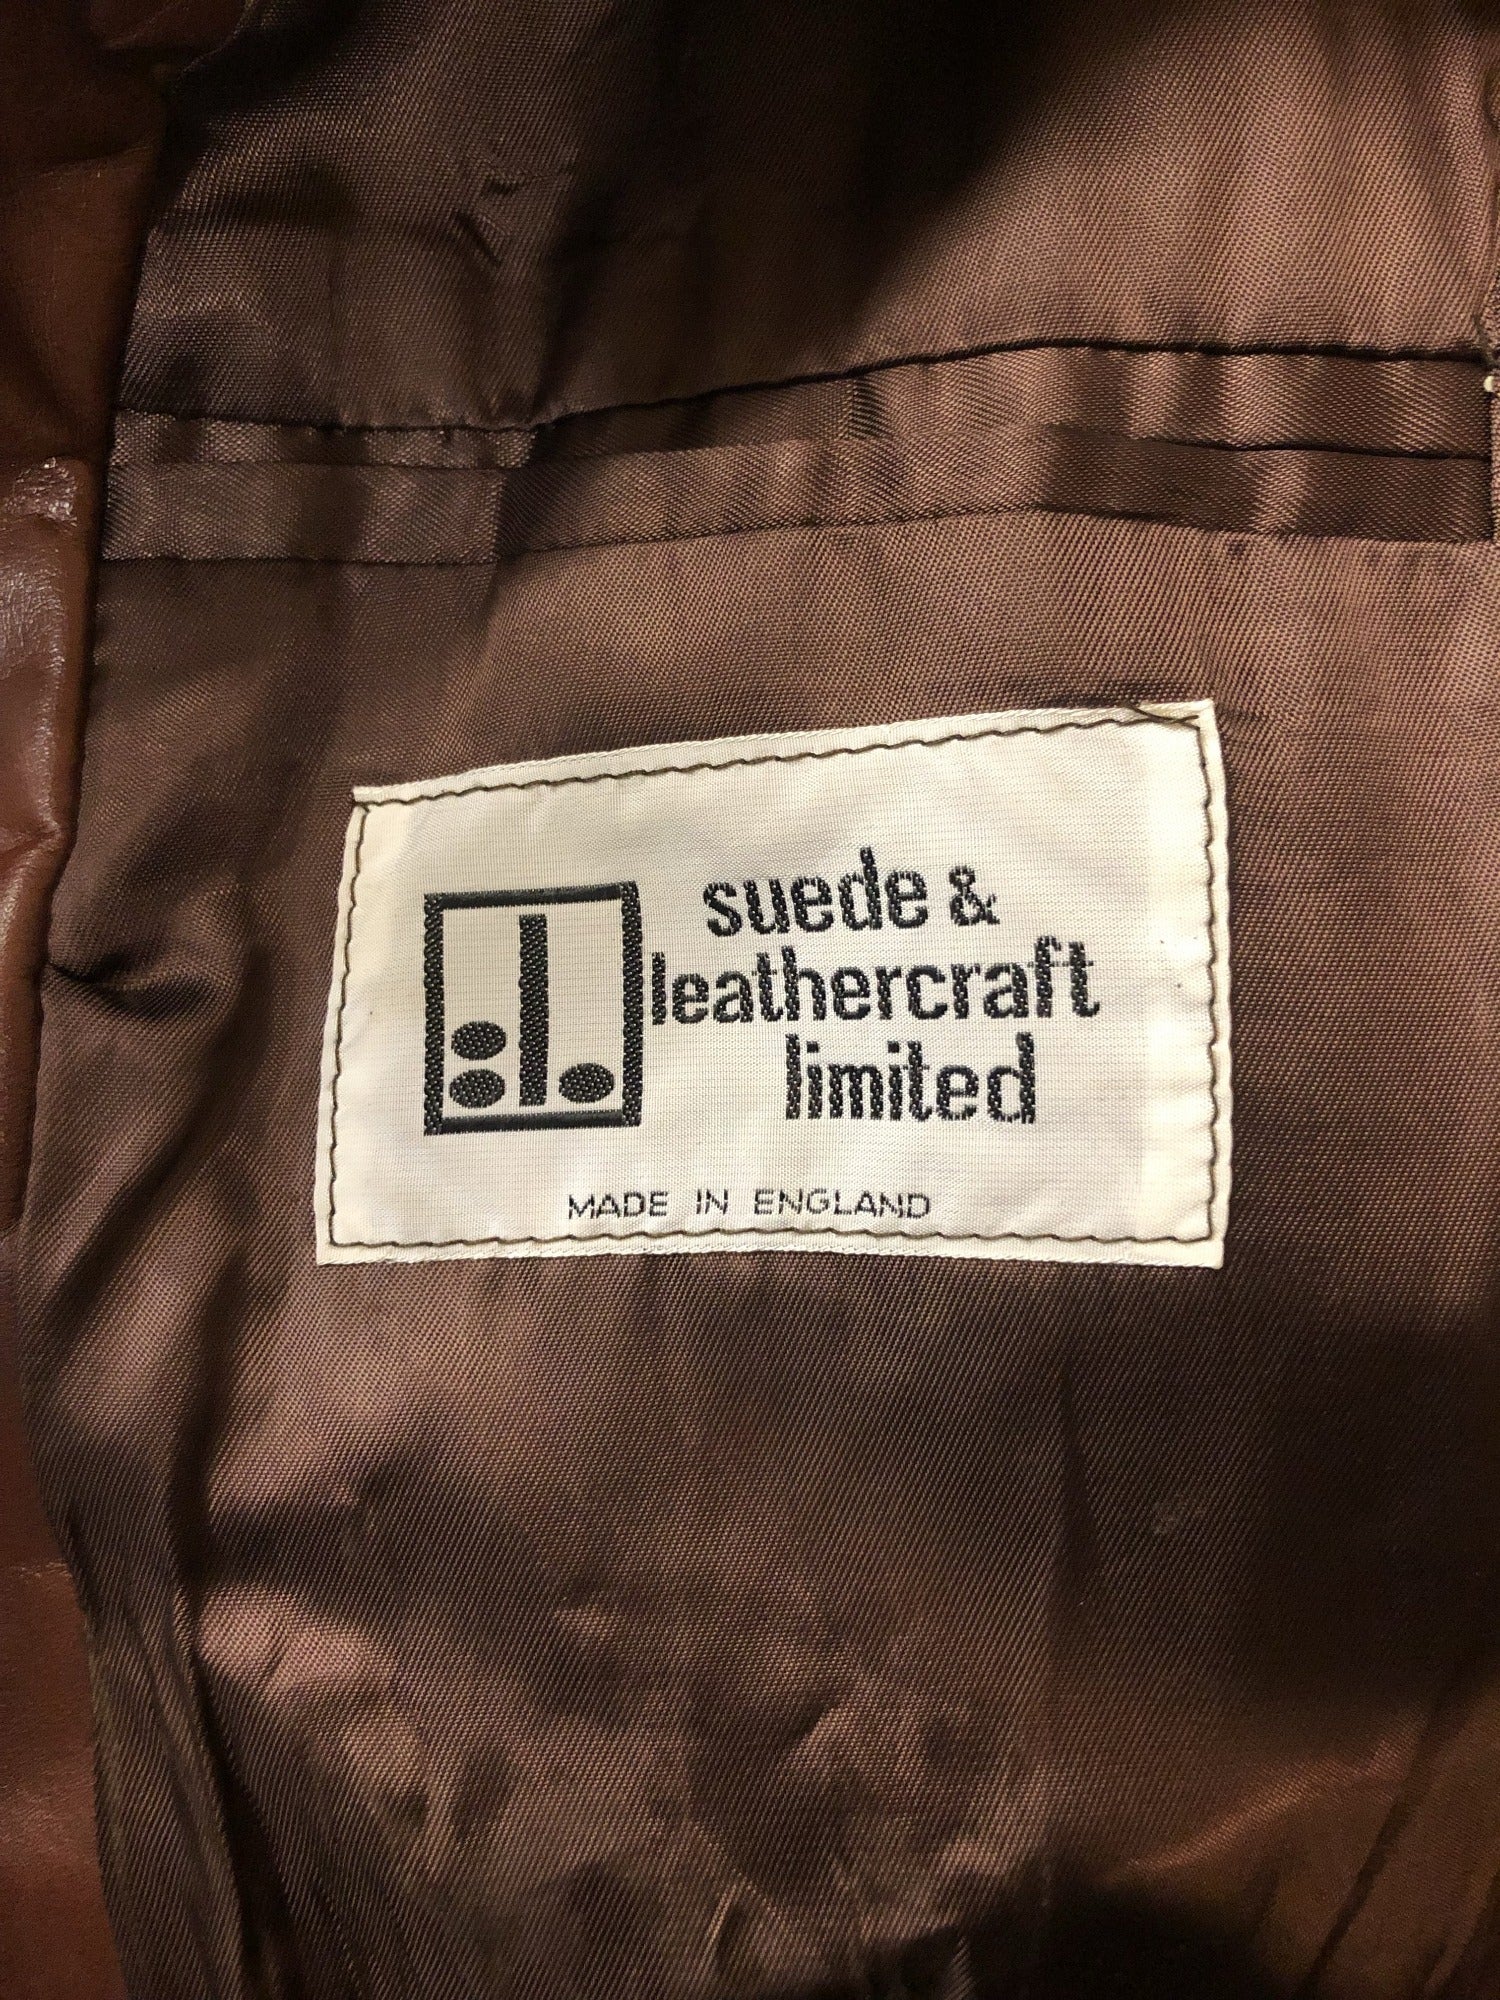 suede &
leathercraft
limited
MADE IN ENGLAND